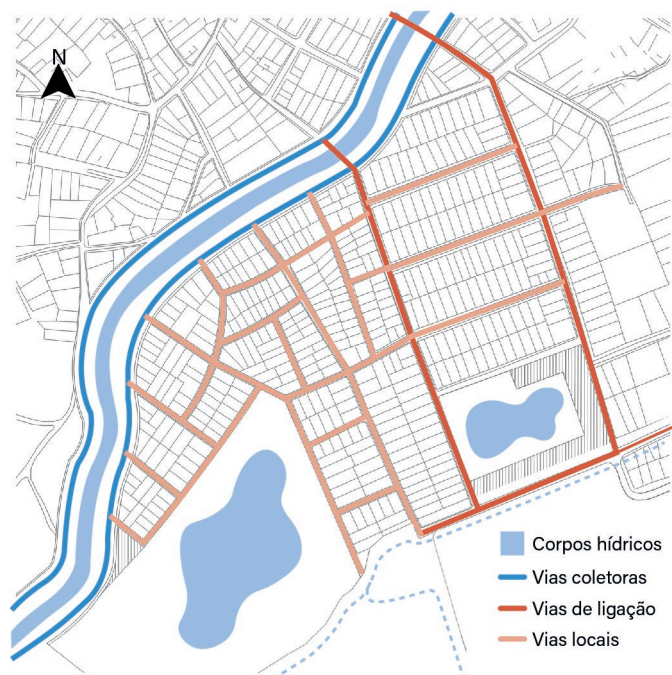 N
Corpos hídricos
Vias coletoras
Vias de ligação
Vias locais